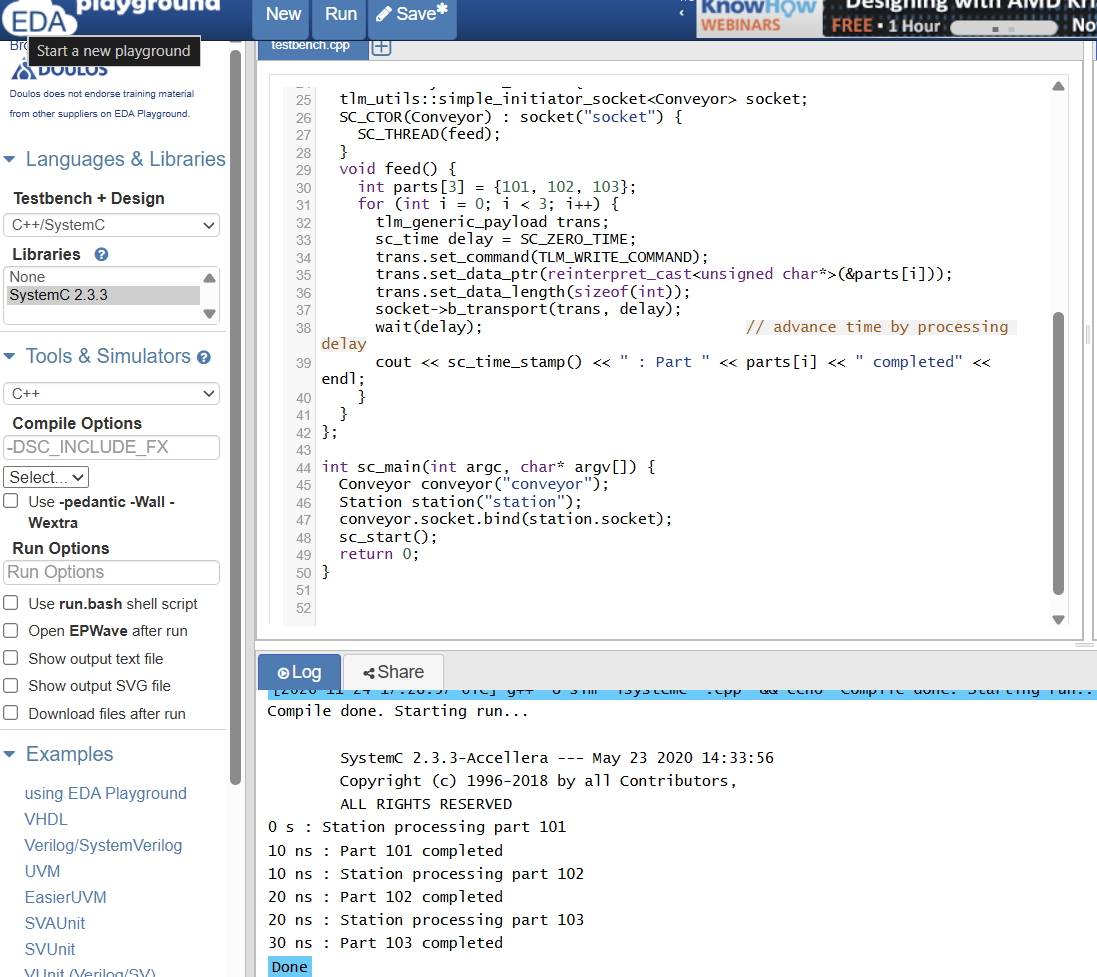 EDA playground
New
Run
Save*
KnowHow
WEBINARS
Designing with AMD
FREE • 1 Hour
Start a new playground
DOULOS
Doulos does not endorse training material
from other suppliers on EDA Playground.
Languages & Libraries
Testbench + Design
C++/SystemC
Libraries
None
SystemC 2.3.3
Tools & Simulators
C++
Compile Options
-DSC_INCLUDE_FX
Select...
Use -pedantic -Wall -
Wextra
Run Options
Run Options
Use run.bash shell script
Open EPWave after run
Show output text file
Show output SVG file
Download files after run
Examples
using EDA Playground
VHDL
Verilog/SystemVerilog
UVM
EasierUVM
SVAUnit
SVUnit
VUnit (Verilog/SV)
testbench.cpp
25 tlm_utils::simple_initiator_socket<Conveyor> socket;
26 SC_CTOR(Conveyor) : socket("socket") {
27 SC_THREAD(feed);
28 }
29 void feed() {
30 int parts[3] = {101, 102, 103};
31 for (int i = 0; i < 3; i++) {
32 tlm_generic_payload trans;
33 sc_time delay = SC_ZERO_TIME;
34 trans.set_command(TLM_WRITE_COMMAND);
35 trans.set_data_ptr(reinterpret_cast<unsigned char*>(&parts[i]));
36 trans.set_data_length(sizeof(int));
37 socket->b_transport(trans, delay);
38 wait(delay); // advance time by processing
delay
39 cout << sc_time_stamp() << " : Part " << parts[i] << " completed" <<
endl;
40 }
41 }
42 };
43
44 int sc_main(int argc, char* argv[]) {
45 Conveyor conveyor("conveyor");
46 Station station("station");
47 conveyor.socket.bind(station.socket);
48 sc_start();
49 return 0;
50 }
51
52
Log
Share
Compile done. Starting run...
SystemC 2.3.3-Accellera --- May 23 2020 14:33:56
Copyright (c) 1996-2018 by all Contributors,
ALL RIGHTS RESERVED
0 s : Station processing part 101
10 ns : Part 101 completed
10 ns : Station processing part 102
20 ns : Part 102 completed
20 ns : Station processing part 103
30 ns : Part 103 completed
Done